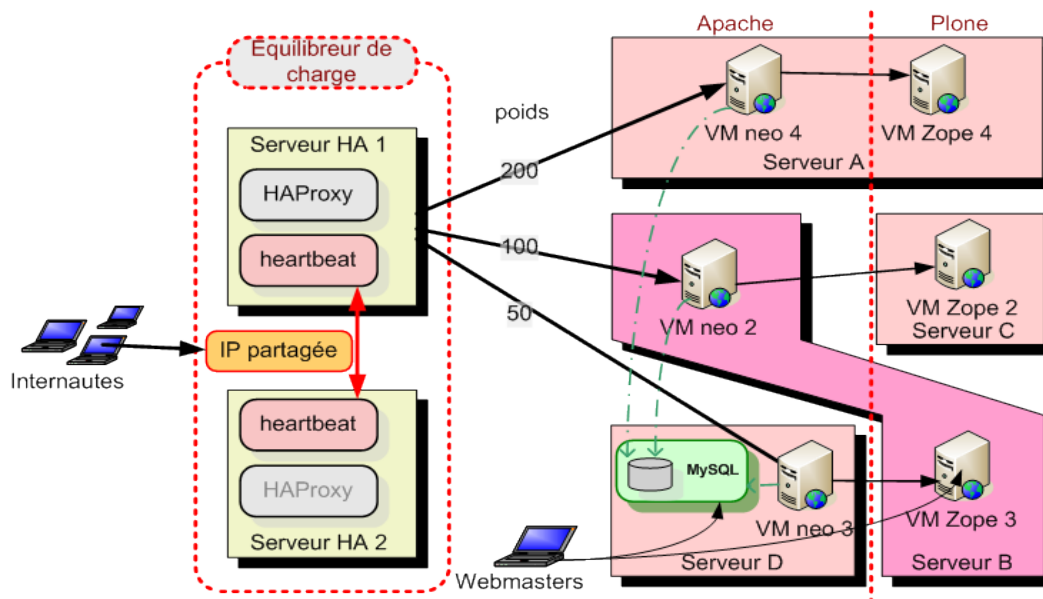 Apache
Plone
Equilibreur de
charge
poids
VM neo 4
VM Zope 4
Serveur A
Serveur HA 1
200
HAProxy
100
heartbeat
VM neo 2
VM Zope 2
Serveur C
50
IP partagée
Internautes
heartbeat
MySQL
HAProxy
VM neo 3
VM Zope 3
Serveur HA 2
Serveur D
Serveur B
Webmasters